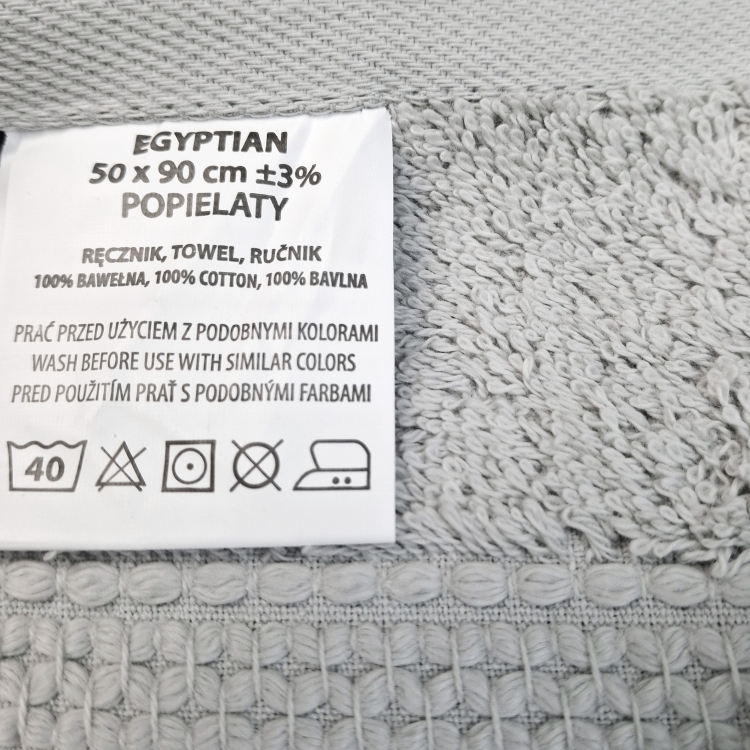 EGYPTIAN
50 x 90 cm ±3%
POPIELATY
RĘCZNIK, TOWEL, RUČNIK
100% BAWEŁNA, 100% COTTON, 100% BAVLNA
PRAĆ PRZED UŻYCIEM Z PODOBNYMI KOLORAMI
WASH BEFORE USE WITH SIMILAR COLORS
PRED POUŽITÍM PRAŤ S PODOBNÝMI FARBAMI
40